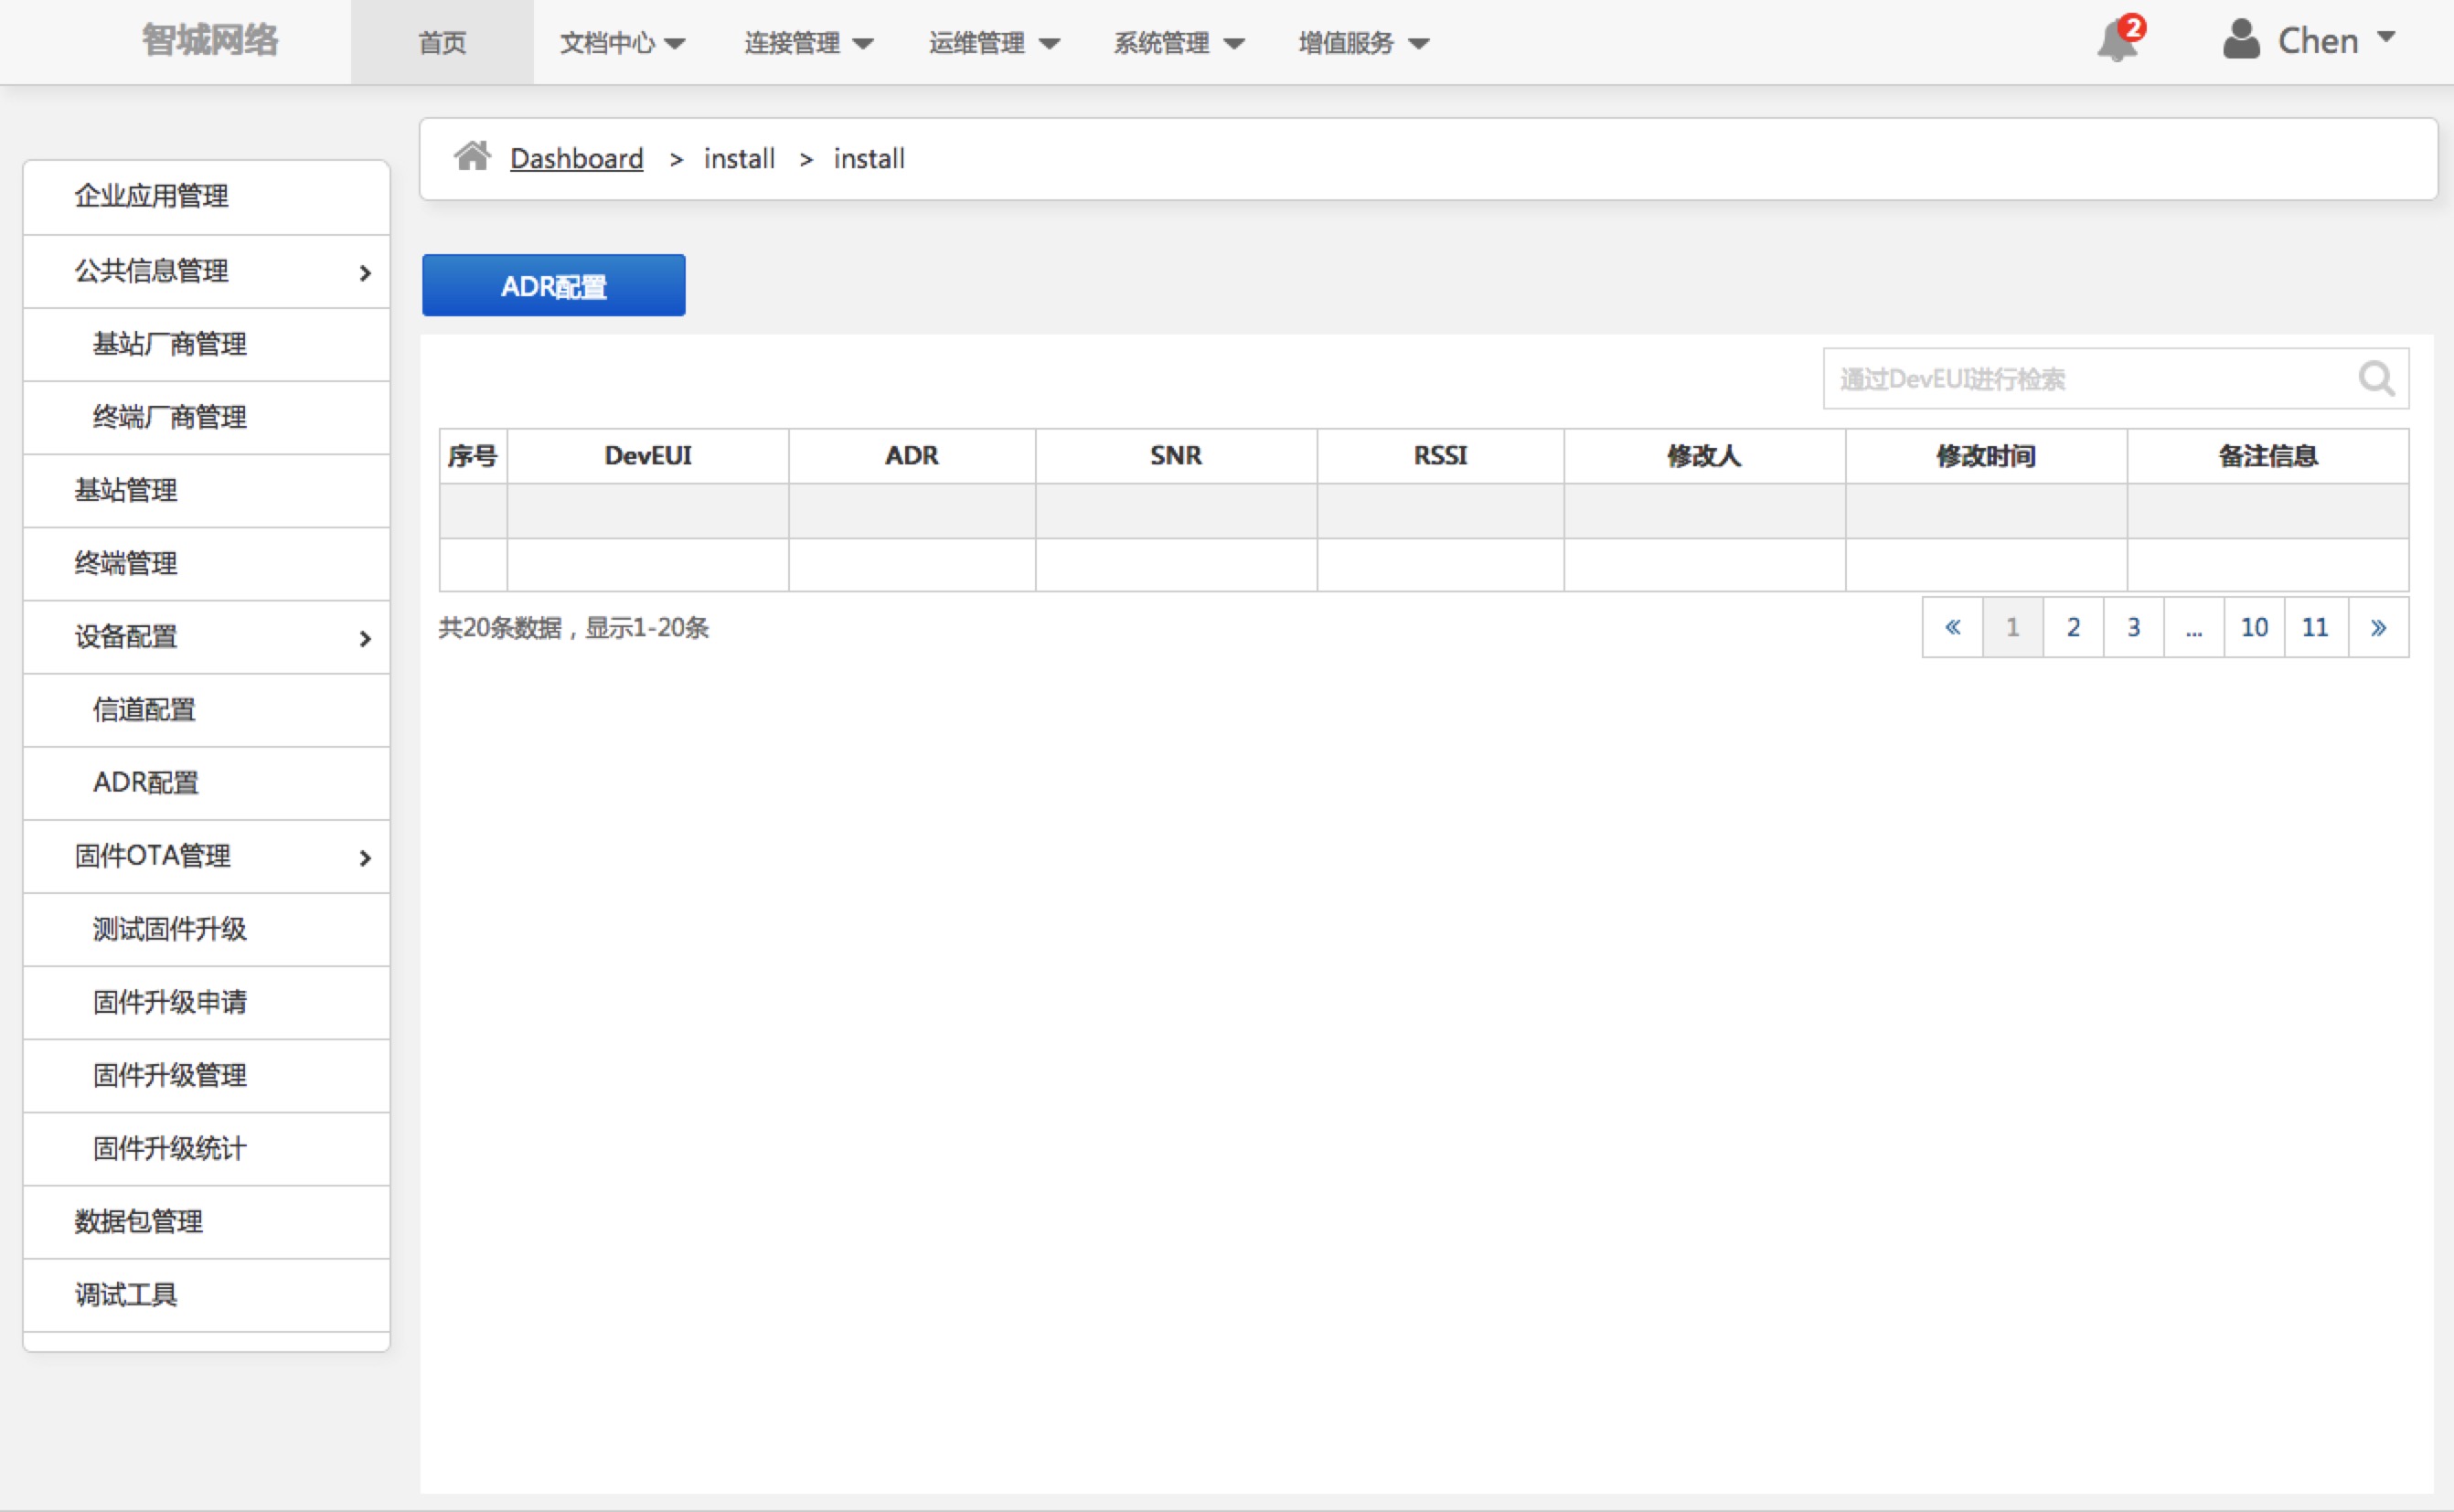 智城网络 首页 文档中心 连接管理 运维管理 系统管理 增值服务 2 Chen
Dashboard > install > install
企业应用管理
公共信息管理
基站厂商管理
终端厂商管理
基站管理
终端管理
设备配置
信道配置
ADR配置
固件OTA管理
测试固件升级
固件升级申请
固件升级管理
固件升级统计
数据包管理
调试工具
ADR配置
通过DevEUI进行检索
序号 DevEUI ADR SNR RSSI 修改人 修改时间 备注信息
共20条数据，显示1-20条
« 1 2 3 ... 10 11 »